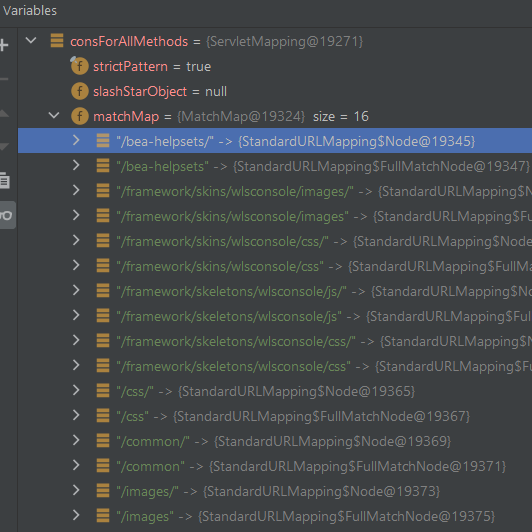 Variables
consForAllMethods = {ServletMapping@19271}
f strictPattern = true
f slashStarObject = null
f matchMap = {MatchMap@19324} size = 16
"/bea-helpsets/" -> {StandardURLMapping$Node@19345}
"/bea-helpsets" -> {StandardURLMapping$FullMatchNode@19347}
"/framework/skins/wlsconsole/images/" -> {StandardURLMapping$
"/framework/skins/wlsconsole/images" -> {StandardURLMapping$Fu
"/framework/skins/wlsconsole/css/" -> {StandardURLMapping$Node
"/framework/skins/wlsconsole/css" -> {StandardURLMapping$FullMa
"/framework/skeletons/wlsconsole/js/" -> {StandardURLMapping$N
"/framework/skeletons/wlsconsole/js" -> {StandardURLMapping$Ful
"/framework/skeletons/wlsconsole/css/" -> {StandardURLMapping$
"/framework/skeletons/wlsconsole/css" -> {StandardURLMapping$Fu
"/css/" -> {StandardURLMapping$Node@19365}
"/css" -> {StandardURLMapping$FullMatchNode@19367}
"/common/" -> {StandardURLMapping$Node@19369}
"/common" -> {StandardURLMapping$FullMatchNode@19371}
"/images/" -> {StandardURLMapping$Node@19373}
"/images" -> {StandardURLMapping$FullMatchNode@19375}